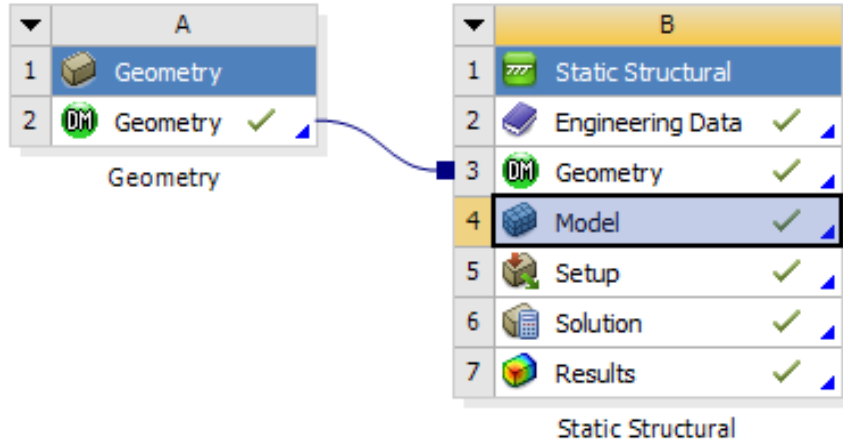 A
1 Geometry
2 DM Geometry
Geometry
B
1 Static Structural
2 Engineering Data
3 DM Geometry
4 Model
5 Setup
6 Solution
7 Results
Static Structural